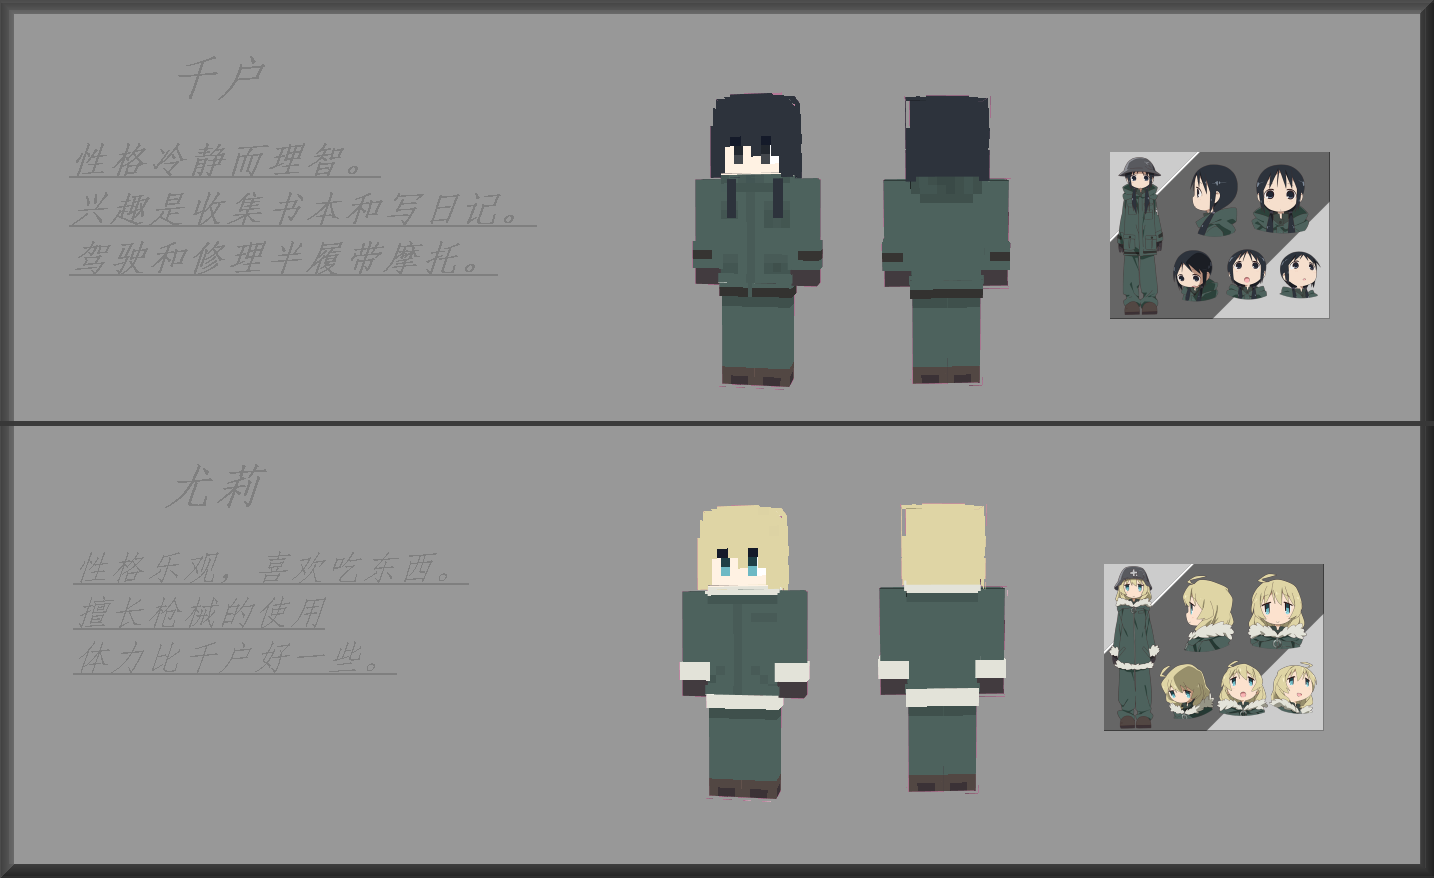 千户
性格冷静而理智。
兴趣是收集书本和写日记。
驾驶和修理半履带摩托。
尤莉
性格乐观，喜欢吃东西。
擅长枪械的使用
体力比千户好一些。